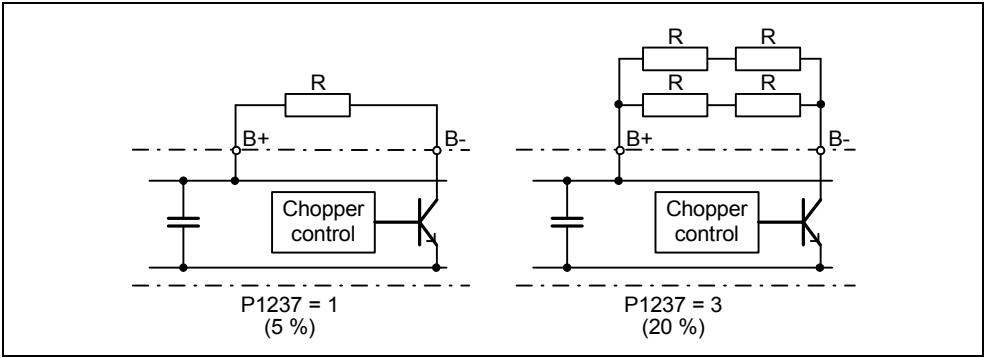 R
B+
B-
Chopper
control
P1237 = 1
(5 %)
R
R
R
R
B+
B-
Chopper
control
P1237 = 3
(20 %)